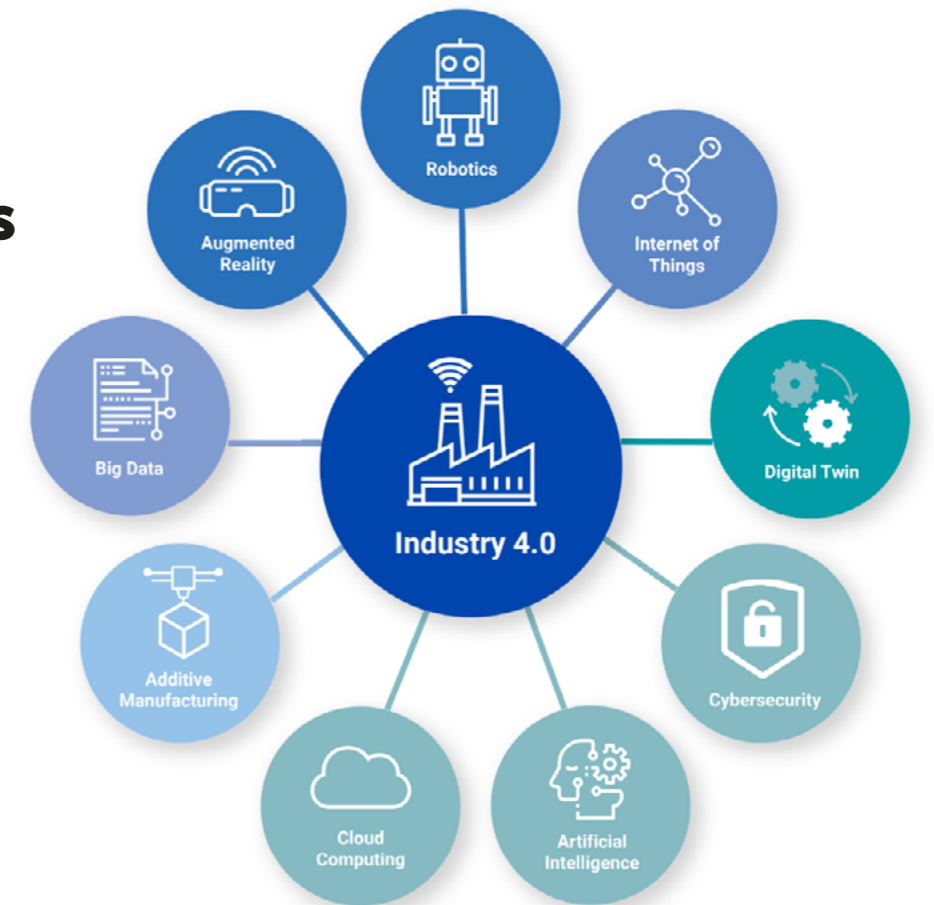 s
Robotics
Augmented
Reality
Internet of
Things
Big Data
Digital Twin
Industry 4.0
Additive
Manufacturing
Cybersecurity
Cloud
Computing
Artificial
Intelligence